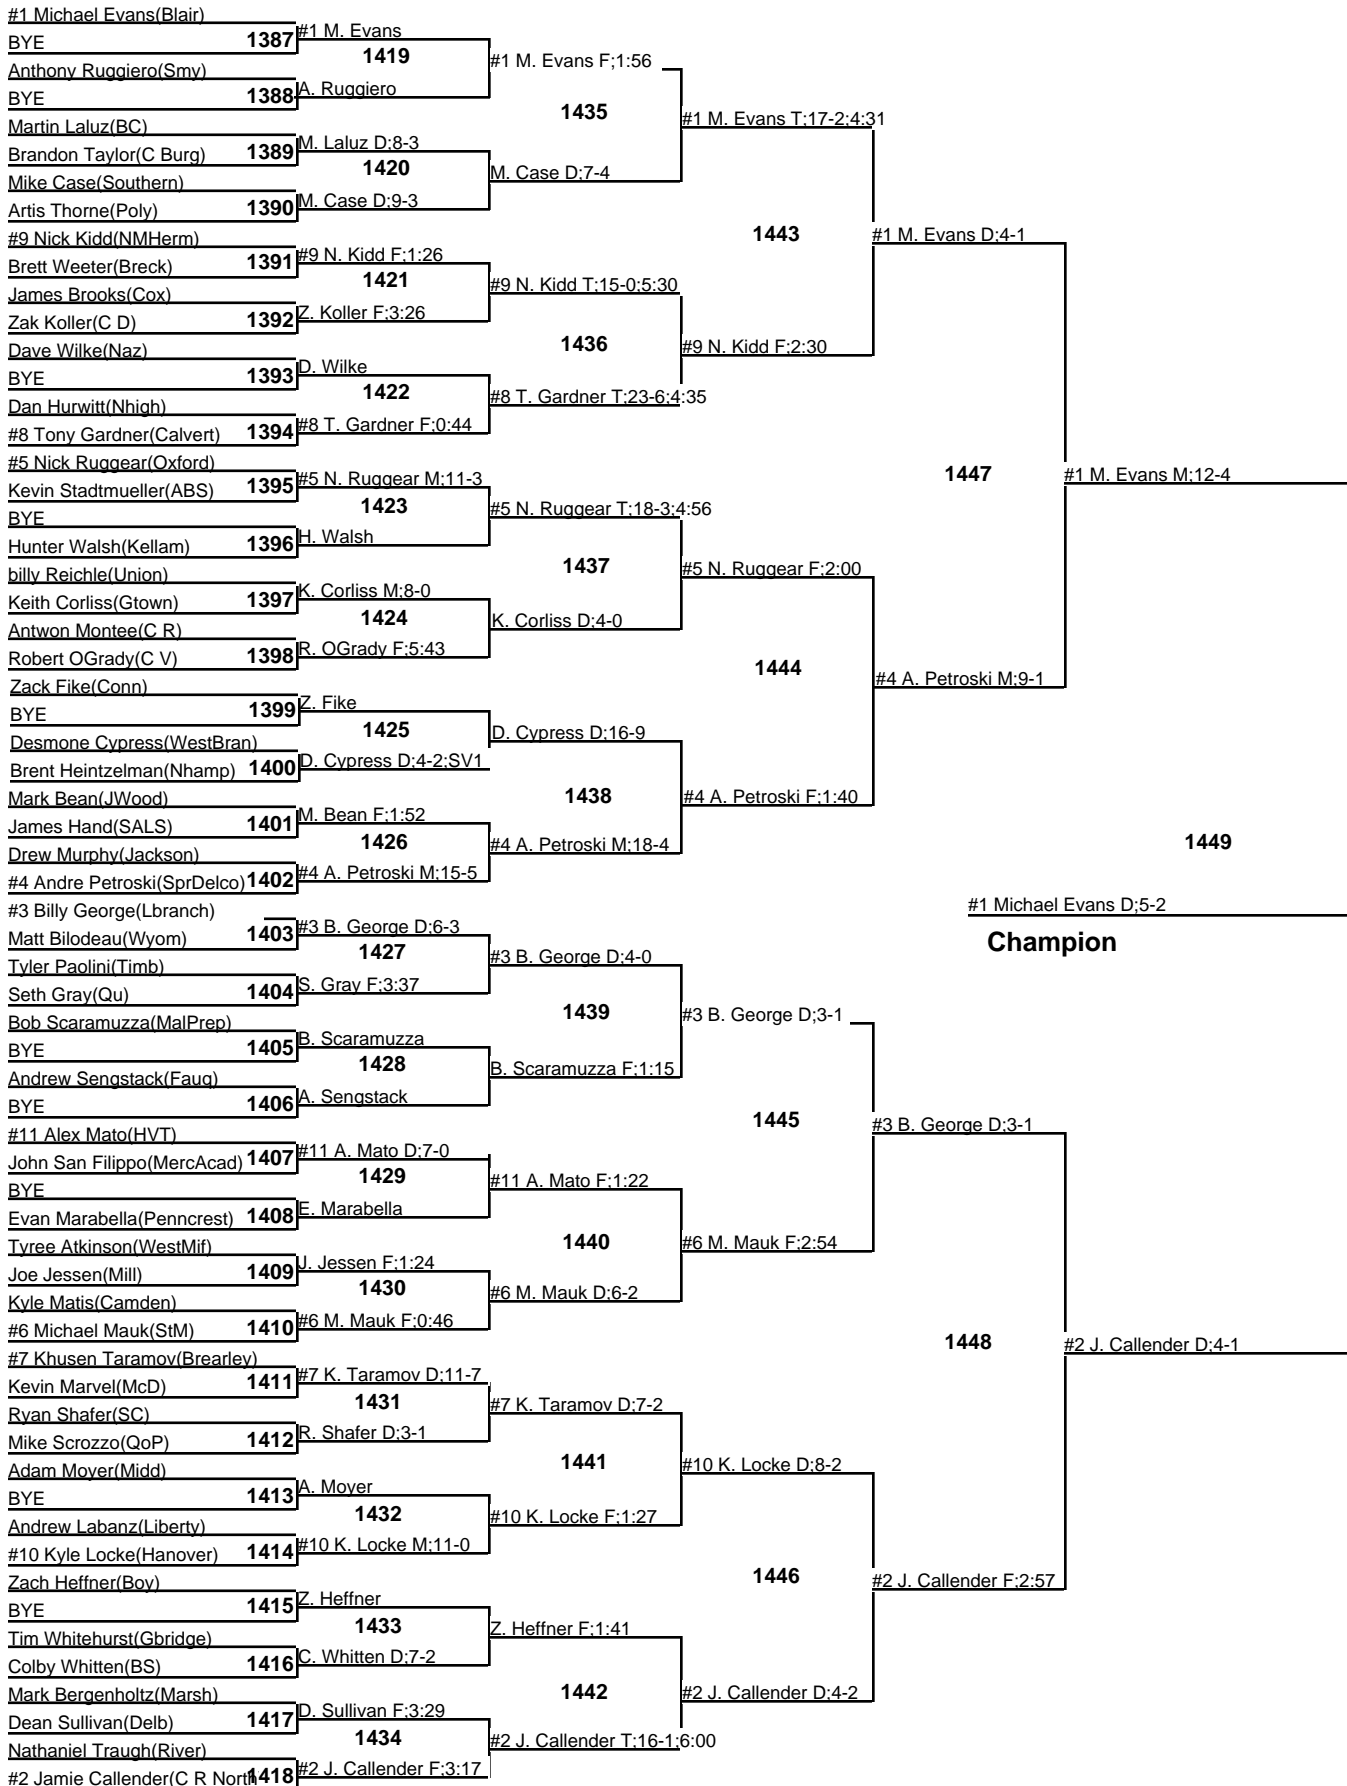 #1 Michael Evans(Blair)
BYE
1387
Anthony Ruggiero(Smy)
BYE
1388
Martin Laluz(BC)
Brandon Taylor(C Burg)
1389
Mike Case(Southern)
Artis Thorne(Poly)
1390
#9 Nick Kidd(NMHerm)
Brett Weeter(Breck)
1391
James Brooks(Cox)
Zak Koller(C D)
1392
Dave Wilke(Naz)
BYE
1393
Dan Hurwitt(Nhigh)
#8 Tony Gardner(Calvert)
1394
#5 Nick Ruggear(Oxford)
Kevin Stadtmueller(ABS)
1395
BYE
Hunter Walsh(Kellam)
1396
billy Reichle(Union)
Keith Corliss(Gtown)
1397
Antwon Montee(C R)
Robert OGrady(C V)
1398
Zack Fike(Conn)
BYE
1399
Desmone Cypress(WestBran)
Brent Heintzelman(Nhamp)
1400
Mark Bean(JWood)
James Hand(SALS)
1401
Drew Murphy(Jackson)
#4 Andre Petroski(SprDelco)
1402
#3 Billy George(Lbranch)
Matt Bilodeau(Wyom)
1403
Tyler Paolini(Timb)
Seth Gray(Qu)
1404
Bob Scaramuzza(MalPrep)
BYE
1405
Andrew Sengstack(Fauq)
BYE
1406
#11 Alex Mato(HVT)
John San Filippo(MercAcad)
1407
BYE
Evan Marabella(Penncrest)
1408
Tyree Atkinson(WestMif)
Joe Jessen(Mill)
1409
Kyle Matis(Camden)
#6 Michael Mauk(StM)
1410
#7 Khusen Taramov(Brearley)
Kevin Marvel(McD)
1411
Ryan Shafer(SC)
Mike Scrozzo(QoP)
1412
Adam Moyer(Midd)
BYE
1413
Andrew Labanz(Liberty)
#10 Kyle Locke(Hanover)
1414
Zach Heffner(Boy)
BYE
1415
Tim Whitehurst(Gbridge)
Colby Whitten(BS)
1416
Mark Bergenholtz(Marsh)
Dean Sullivan(Delb)
1417
Nathaniel Traugh(River)
#2 Jamie Callender(C R North
1418
#1 M. Evans
1419
A. Ruggiero
M. Laluz D;8-3
1420
M. Case D;9-3
#9 N. Kidd F;1:26
1421
Z. Koller F;3:26
D. Wilke
1422
#8 T. Gardner F;0:44
#5 N. Ruggear M;11-3
1423
H. Walsh
K. Corliss M;8-0
1424
R. OGrady F;5:43
Z. Fike
1425
D. Cypress D;4-2;SV1
M. Bean F;1:52
1426
#4 A. Petroski M;15-5
#3 B. George D;6-3
1427
S. Gray F;3:37
B. Scaramuzza
1428
A. Sengstack
#11 A. Mato D;7-0
1429
E. Marabella
J. Jessen F;1:24
1430
#6 M. Mauk F;0:46
#7 K. Taramov D;11-7
1431
R. Shafer D;3-1
A. Moyer
1432
#10 K. Locke M;11-0
Z. Heffner
1433
C. Whitten D;7-2
D. Sullivan F;3:29
1434
#2 J. Callender F;3:17
#1 M. Evans F;1:56
1435
M. Case D;7-4
#9 N. Kidd T;15-0;5:30
1436
#8 T. Gardner T;23-6;4:35
#5 N. Ruggear T;18-3;4:56
1437
K. Corliss D;4-0
D. Cypress D;16-9
1438
#4 A. Petroski M;18-4
#3 B. George D;4-0
1439
B. Scaramuzza F;1:15
#11 A. Mato F;1:22
1440
#6 M. Mauk D;6-2
#7 K. Taramov D;7-2
1441
#10 K. Locke F;1:27
Z. Heffner F;1:41
1442
#2 J. Callender T;16-1;6:00
#1 M. Evans T;17-2;4:31
1443
#9 N. Kidd F;2:30
#5 N. Ruggear F;2:00
1444
#4 A. Petroski F;1:40
#3 B. George D;3-1
1445
#6 M. Mauk F;2:54
#10 K. Locke D;8-2
1446
#2 J. Callender D;4-2
#1 M. Evans D;4-1
1447
#4 A. Petroski M;9-1
#3 B. George D;3-1
1448
#2 J. Callender F;2:57
#1 M. Evans M;12-4
1449
#2 J. Callender D;4-1
#1 Michael Evans D;5-2
Champion